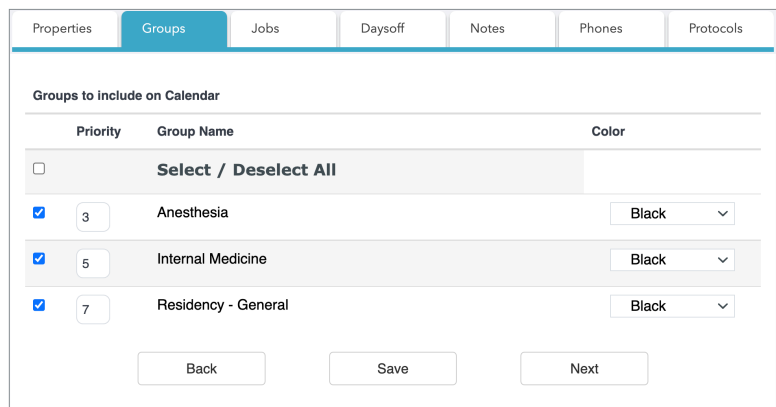 Properties Groups Jobs Daysoff Notes Phones Protocols
Groups to include on Calendar
Priority Group Name Color
Select / Deselect All
3 Anesthesia Black
5 Internal Medicine Black
7 Residency - General Black
Back Save Next